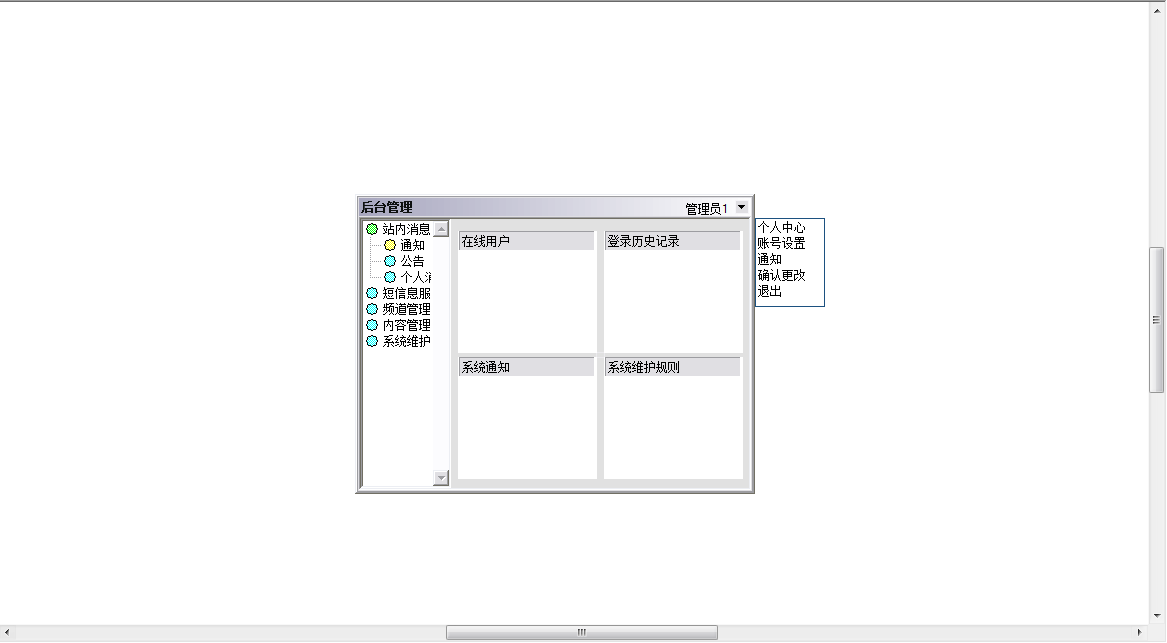 后台管理
管理员1
站内消息
通知
公告
个人
短信息服
频道管理
内容管理
系统维护
在线用户
登录历史记录
系统通知
系统维护规则
个人中心
账号设置
通知
确认更改
退出